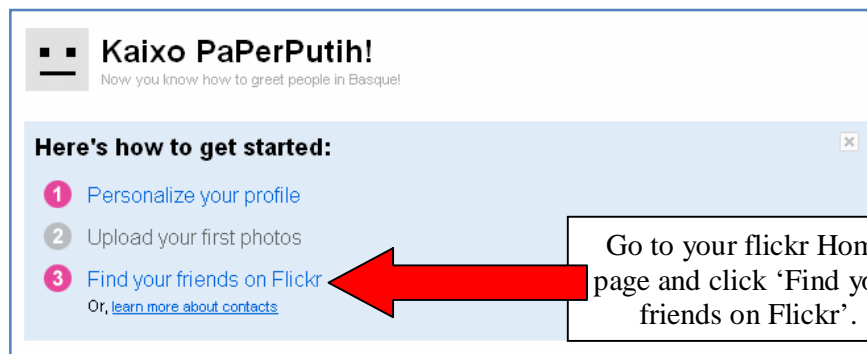 Kaixo PaPerPutih!
Now you know how to greet people in Basque!
Here's how to get started:
1 Personalize your profile
2 Upload your first photos
3 Find your friends on Flickr
Or, learn more about contacts
Go to your flickr
page and click ‘Find
friends on Flickr’.